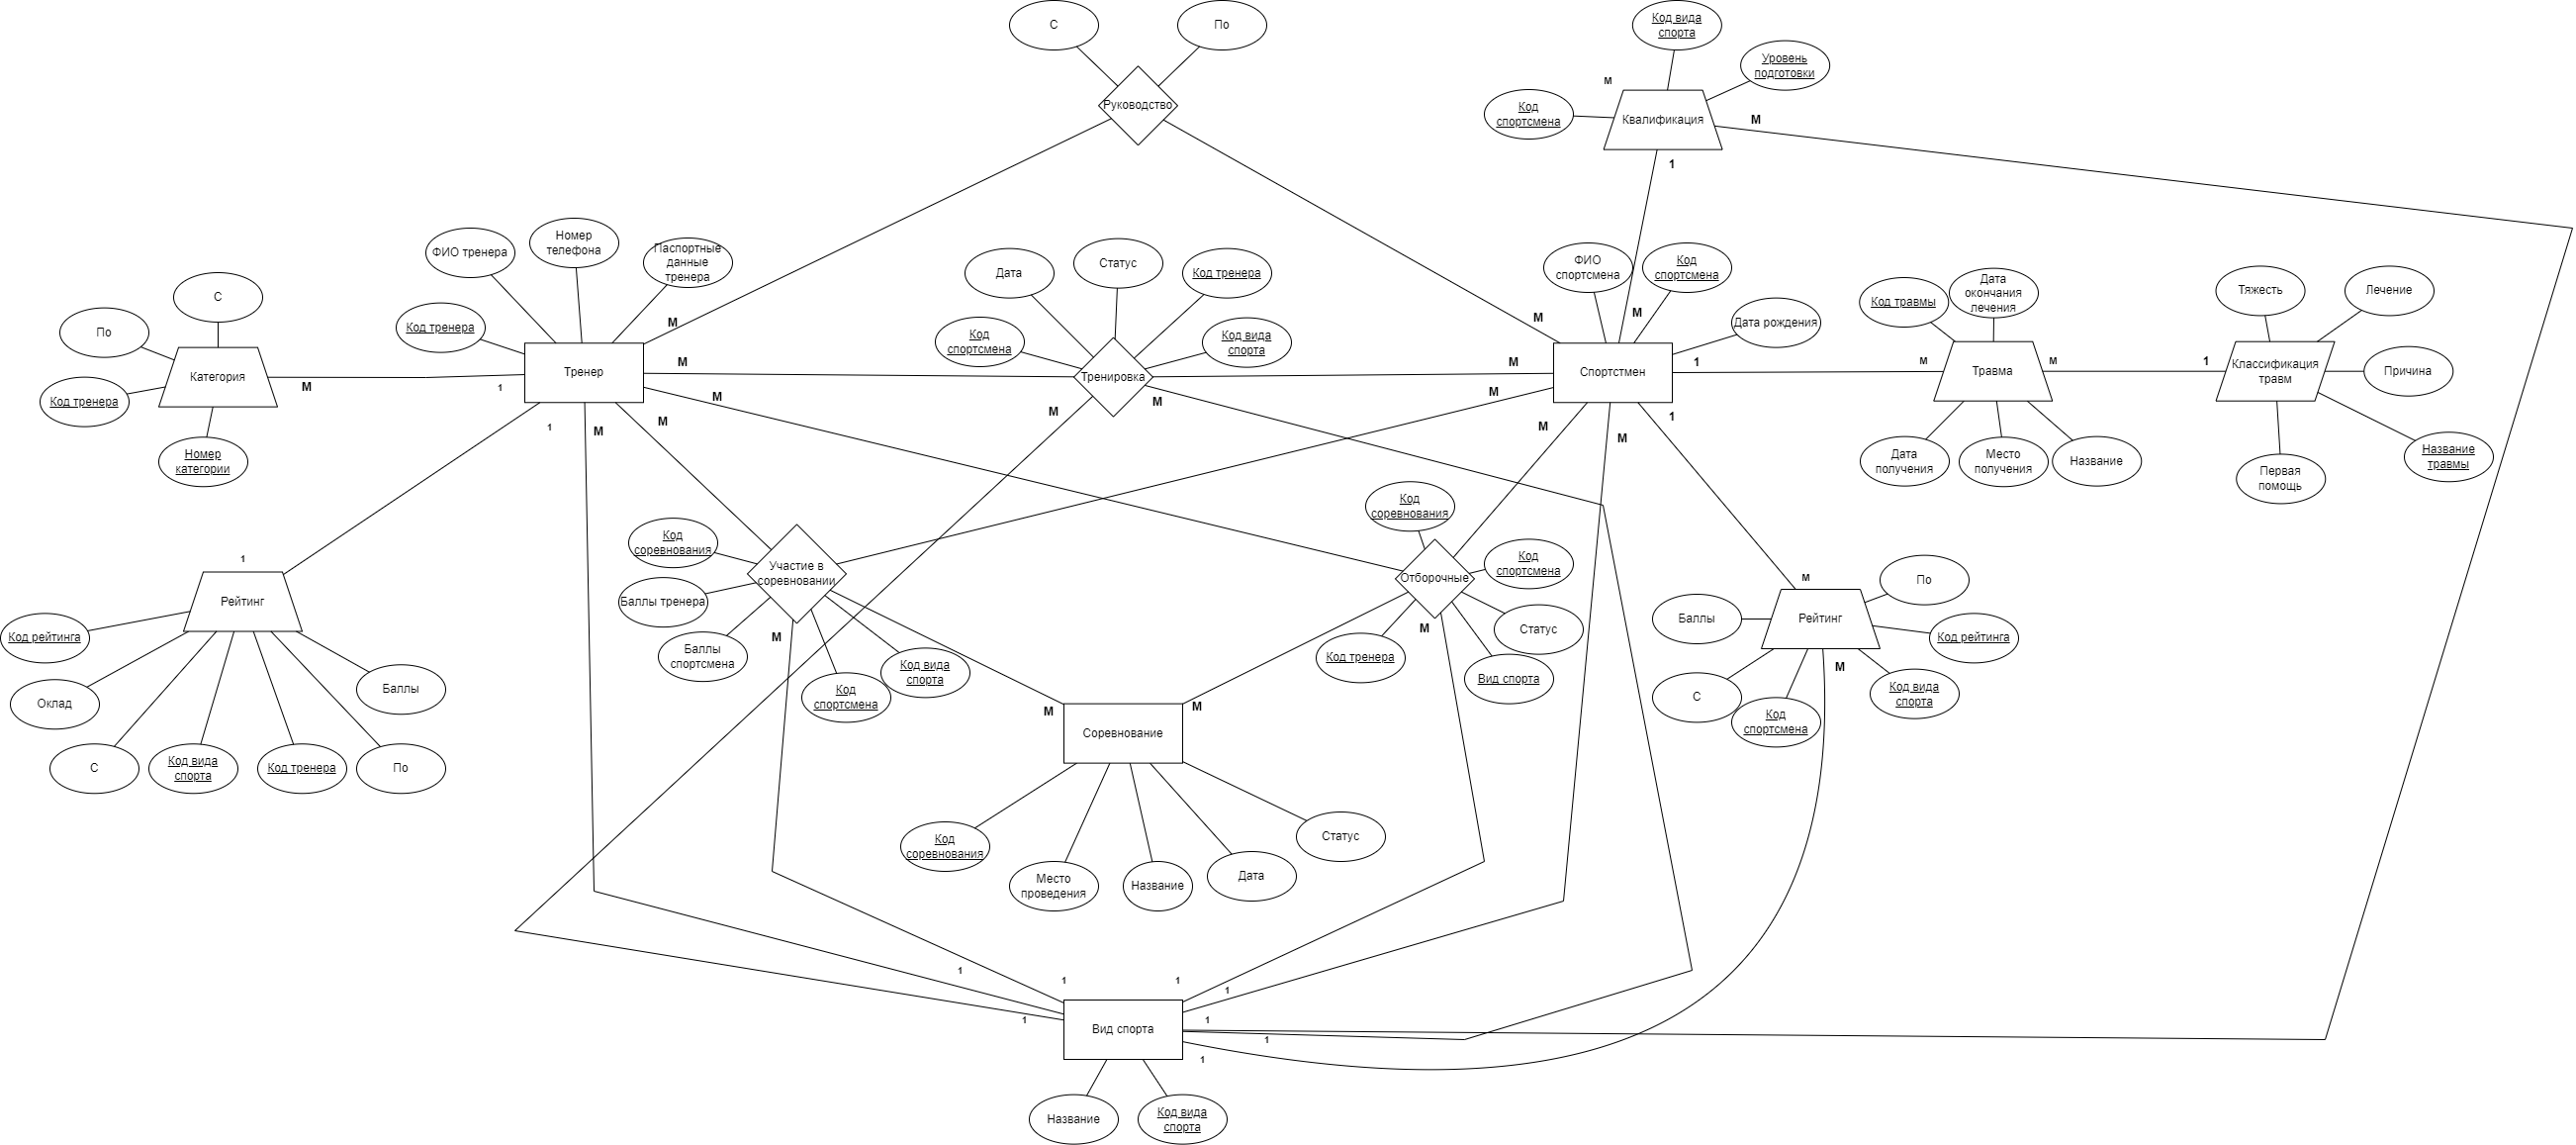 С
По
Код вида
спорта
Уровень
подготовки
М
Руководство
Код
спортсмена
Квалификация
М
1
ФИО тренера
Номер
телефона
Паспортные
данные
тренера
Дата
Статус
Код тренера
ФИО
спортсмена
Код
спортсмена
Код травмы
Дата
окончания
лечения
Тяжесть
Лечение
С
По
Код тренера
М
Код
спортсмена
Код вида
спорта
М
М
Дата рождения
Категория
М
1
Тренер
М
Тренировка
М
Спортстмен
1
М
Травма
М
1
Классификация
травм
Причина
Код тренера
М
М
М
М
1
М
М
М
М
1
Номер
категории
Дата
получения
Место
получения
Название
Первая
помощь
Название
травмы
Код
соревнования
1
Код
соревнования
Участие в
соревновании
Отборочные
Код
спортсмена
М
По
Рейтинг
Баллы тренера
М
М
Статус
Баллы
Рейтинг
Код рейтинга
Код рейтинга
Баллы
спортсмена
Код вида
спорта
Код тренера
Вид спорта
М
Оклад
Баллы
Код
спортсмена
М
М
С
Код
спортсмена
Код вида
спорта
Соревнование
С
Код вида
спорта
Код тренера
По
Код
соревнования
Место
проведения
Название
Дата
Статус
1
1
1
1
1
Вид спорта
1
1
1
Название
Код вида
спорта